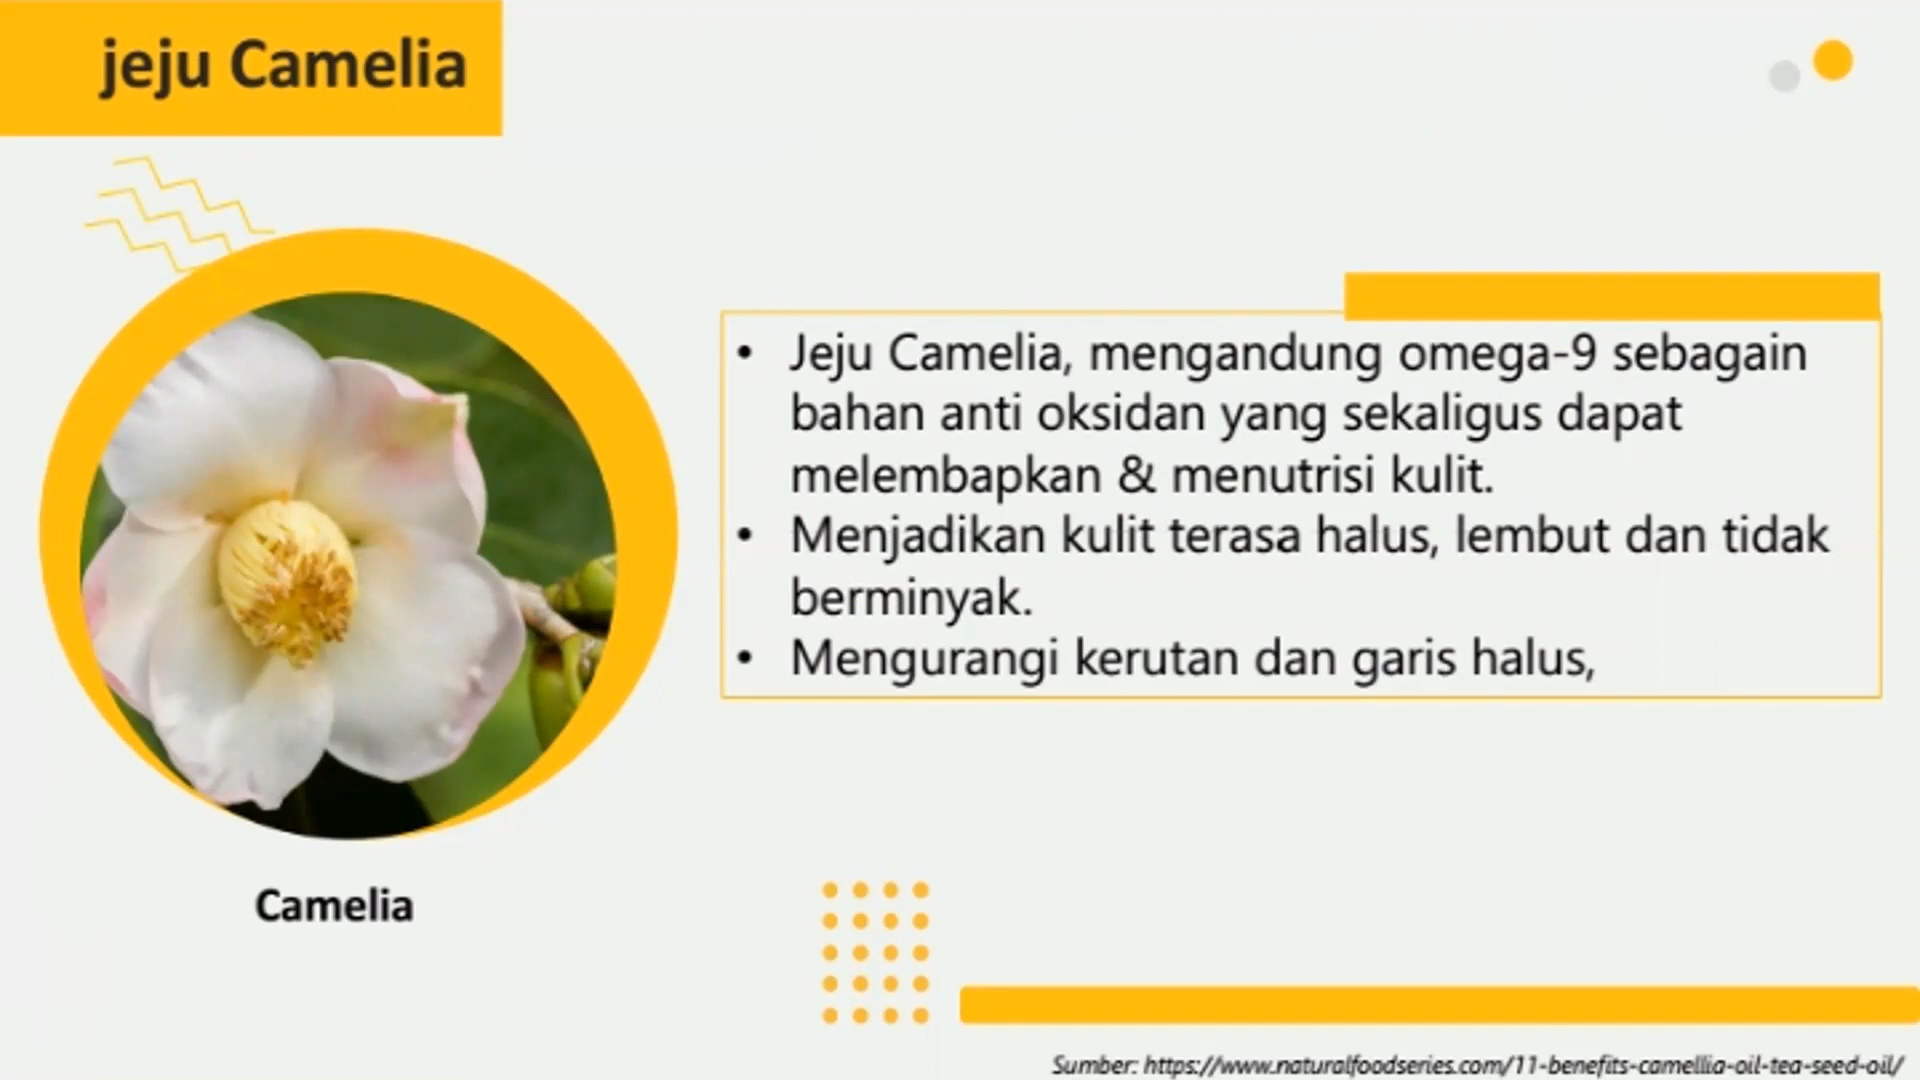 jeju Camelia
• Jeju Camelia, mengandung omega-9 sebagain
bahan anti oksidan yang sekaligus dapat
melembapkan & menutrisi kulit.
• Menjadikan kulit terasa halus, lembut dan tidak
berminyak.
• Mengurangi kerutan dan garis halus,
Camelia
Sumber: https://www.naturalfoodseries.com/11-benefits-camellia-oil-tea-seed-oil/